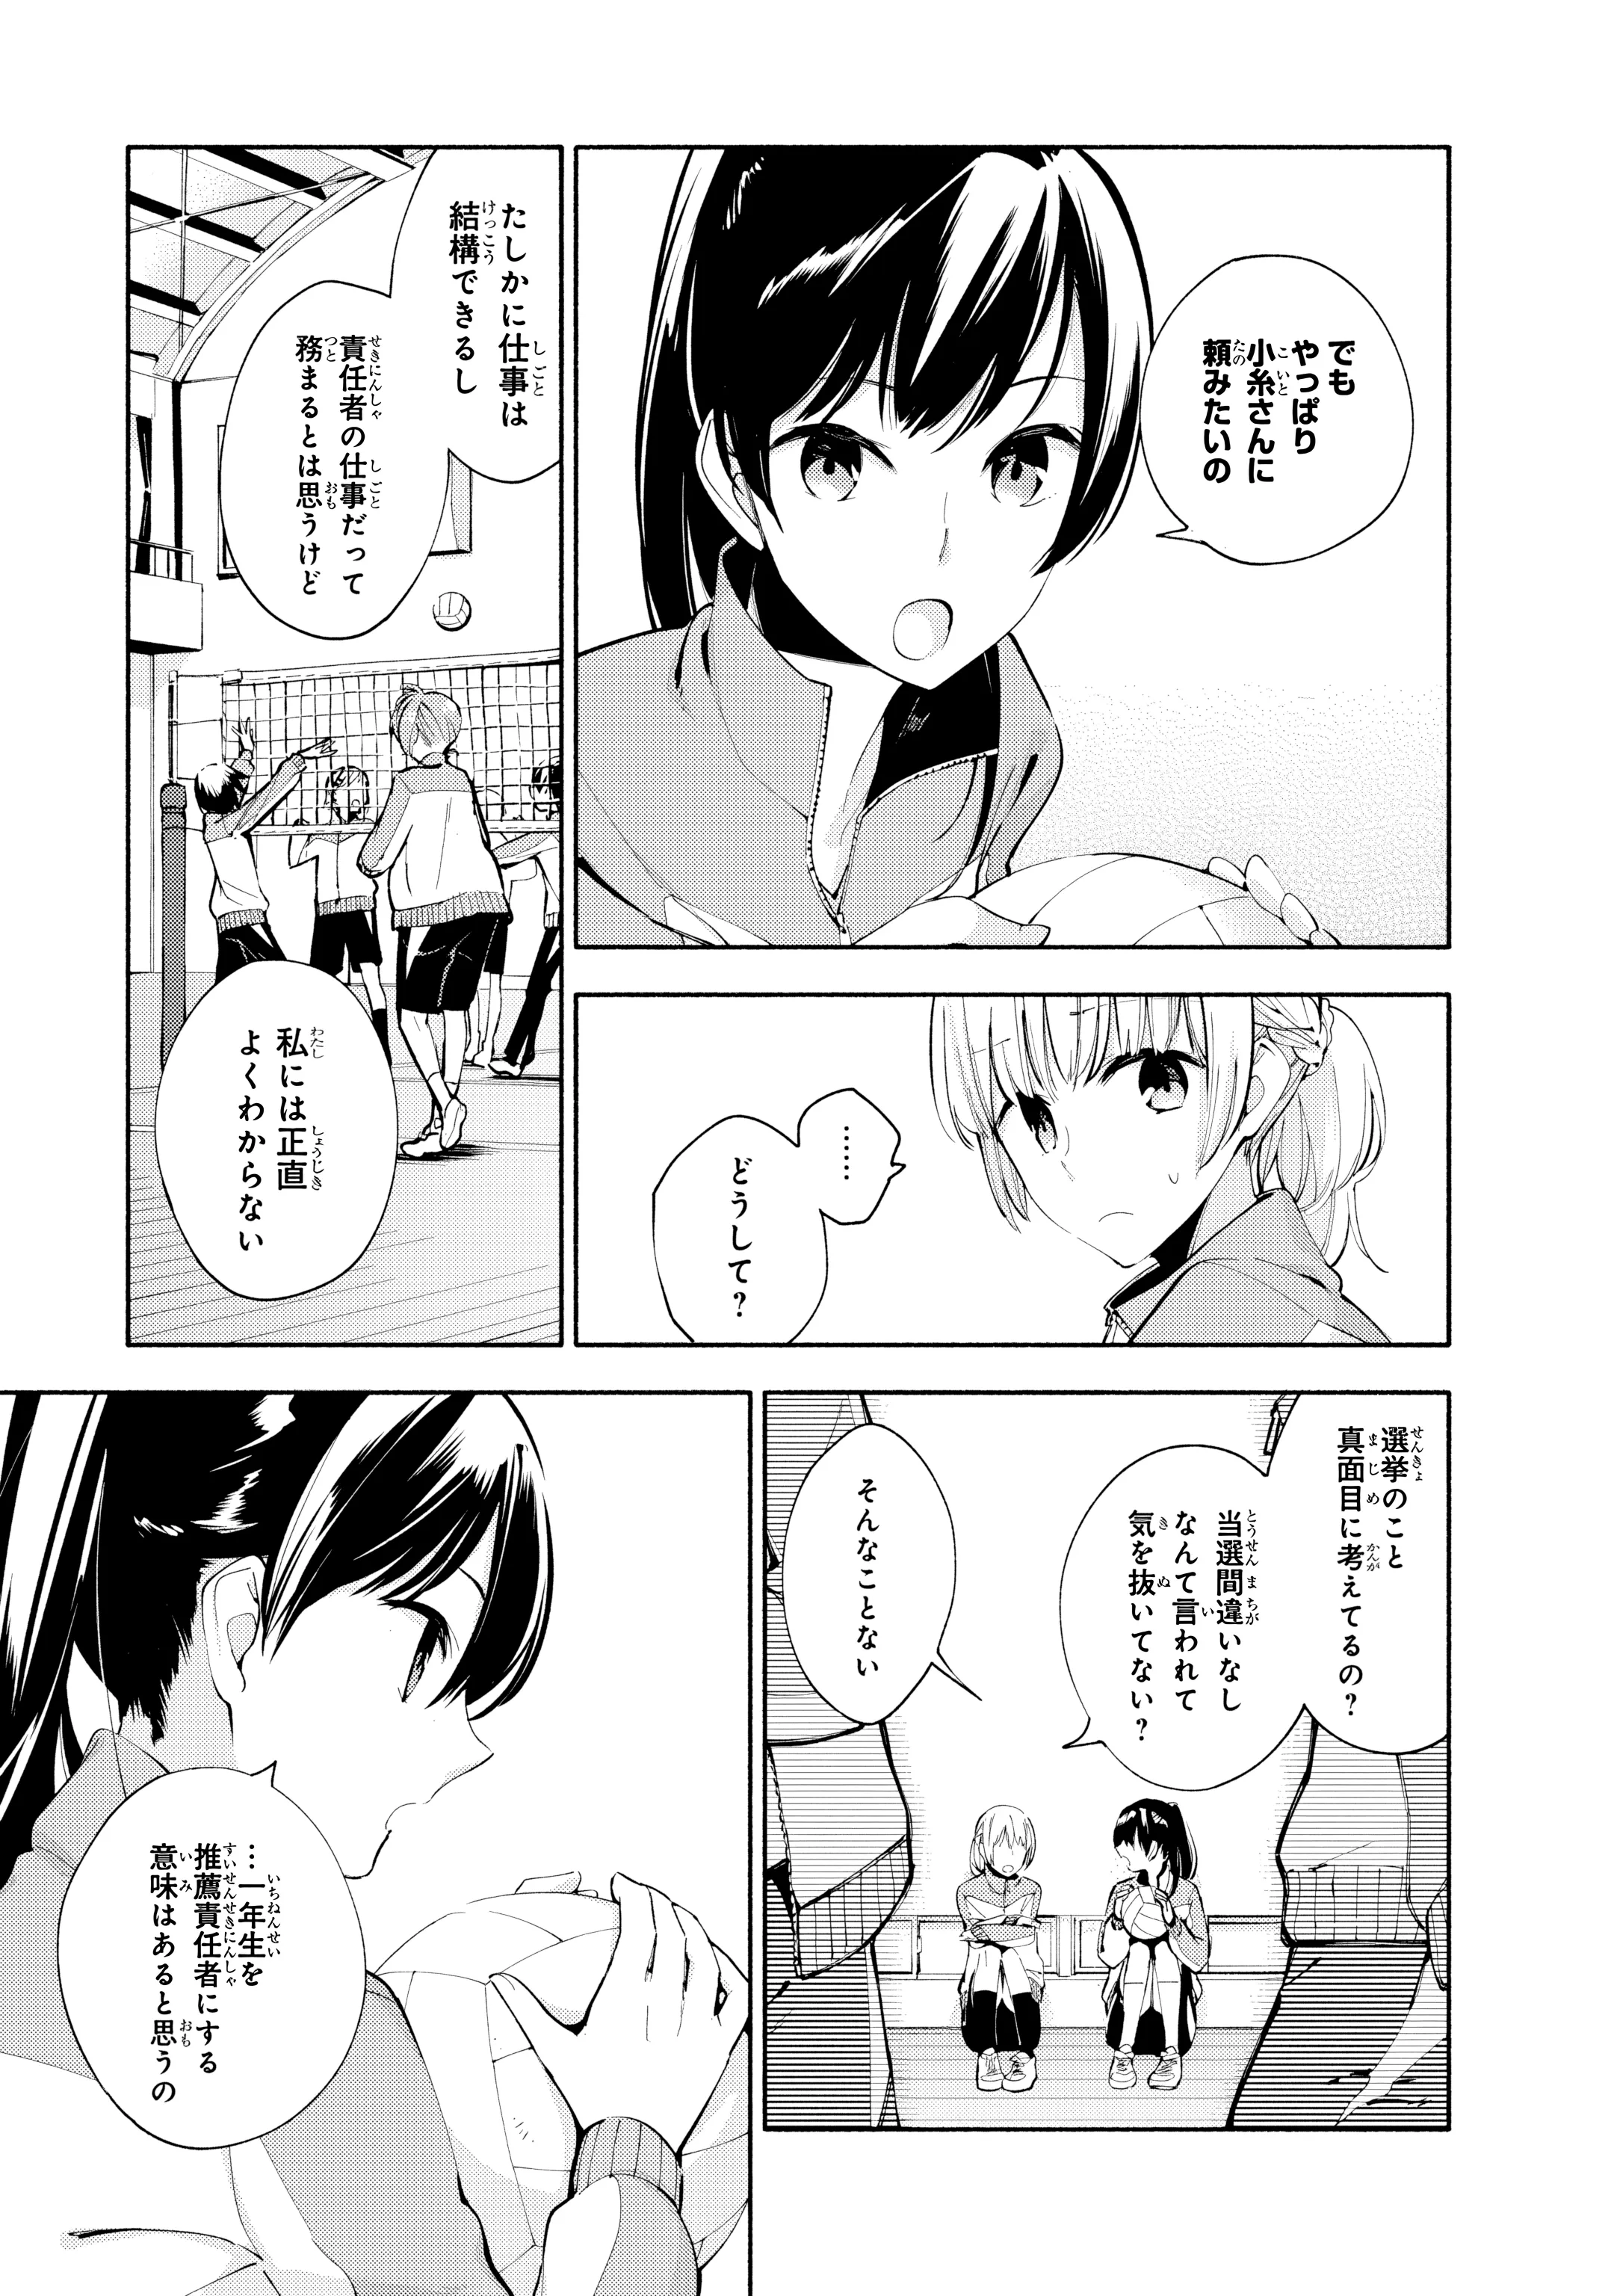 でも
やっぱり
小糸さんに
頼みたいの
……
どうして？
たしかに仕事は
結構できるし
責任者の仕事だって
務まるとは思うけど
私には正直
よくわからない
選挙のこと
真面目に考えてるの？
当選間違いなし
なんて言われて
気を抜いてない？
そんなことない
…一年生を
推薦責任者にする
意味はあると思うの